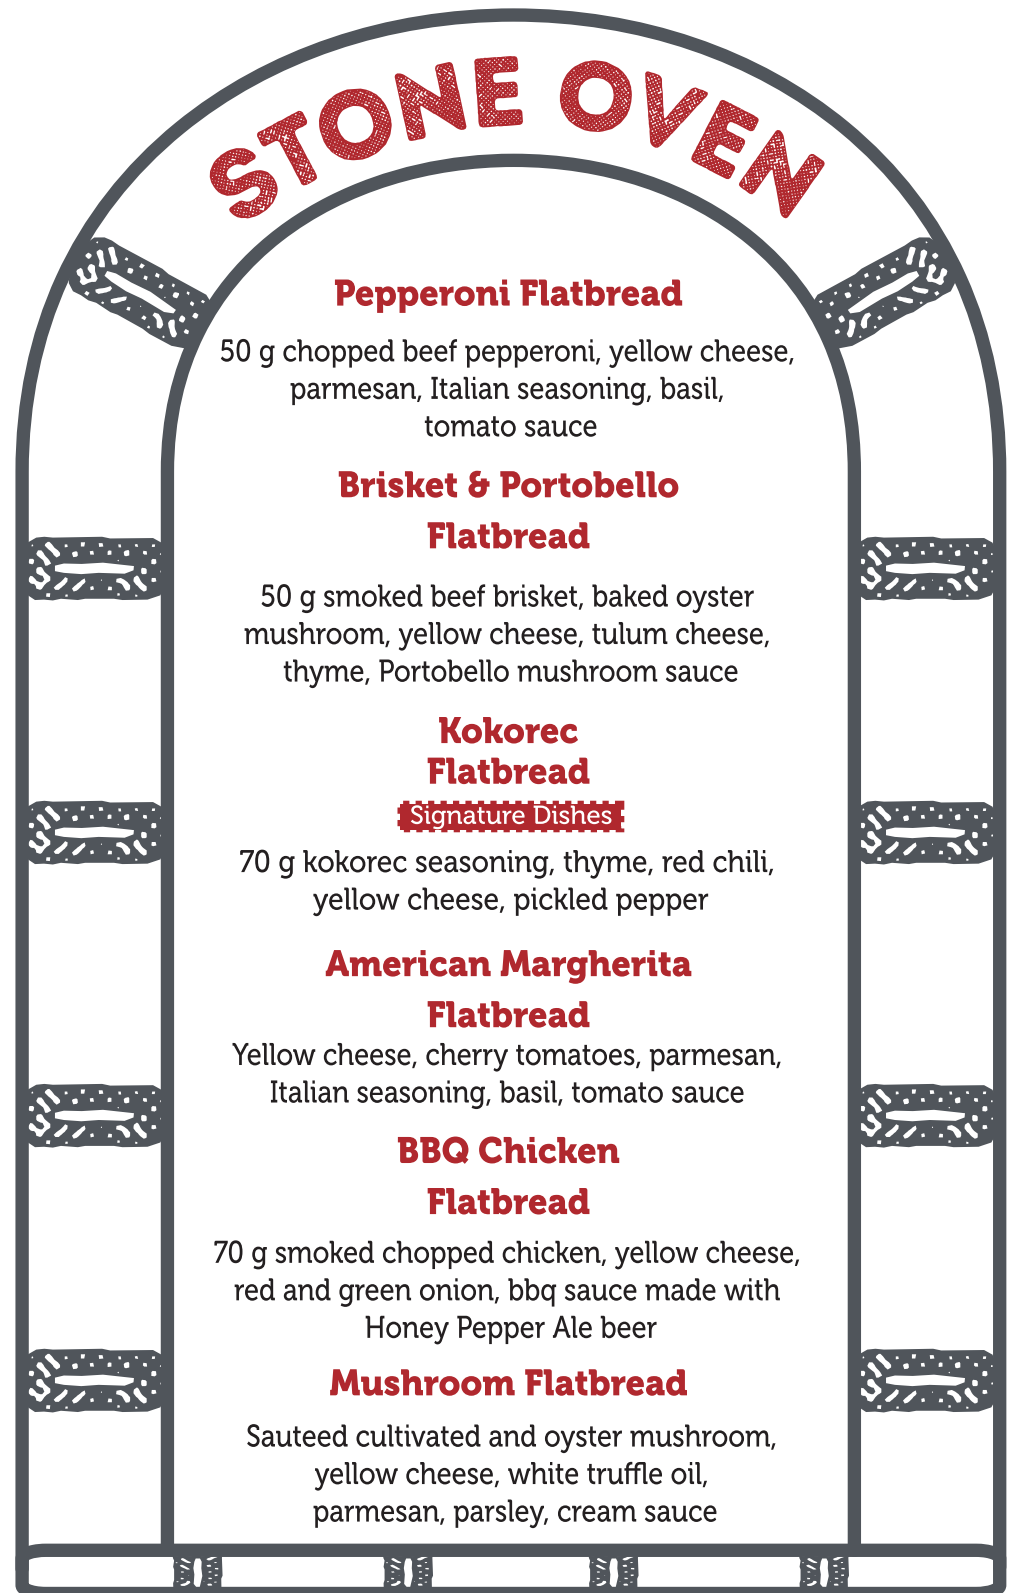 STONE OVEN
Pepperoni Flatbread
50 g chopped beef pepperoni, yellow cheese,
parmesan, Italian seasoning, basil,
tomato sauce
Brisket & Portobello
Flatbread
50 g smoked beef brisket, baked oyster
mushroom, yellow cheese, tulum cheese,
thyme, Portobello mushroom sauce
Kokorec
Flatbread
Signature Dishes
70 g kokorec seasoning, thyme, red chili,
yellow cheese, pickled pepper
American Margherita
Flatbread
Yellow cheese, cherry tomatoes, parmesan,
Italian seasoning, basil, tomato sauce
BBQ Chicken
Flatbread
70 g smoked chopped chicken, yellow cheese,
red and green onion, bbq sauce made with
Honey Pepper Ale beer
Mushroom Flatbread
Sauteed cultivated and oyster mushroom,
yellow cheese, white truffle oil,
parmesan, parsley, cream sauce